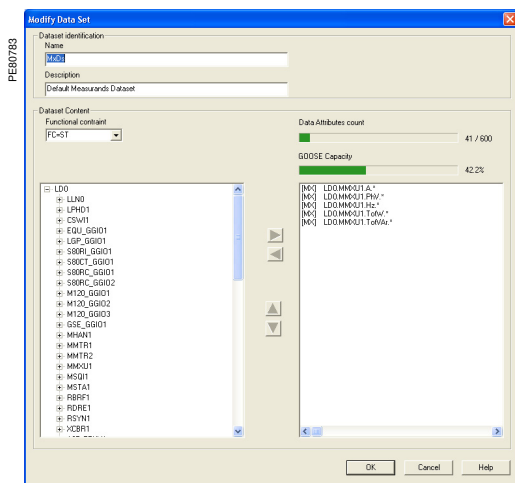 PE80783
Modify Data Set
Dataset identification
Name
MxDs
Description
Default Measurands Dataset
Dataset Content
Functional contraint
FC=ST
Data Attributes count
41 / 600
GOOSE Capacity
42.2%
LD0
LLN0
LPHD1
CSWI1
EQU_GGIO1
LGP_GGIO1
S80RI_GGIO1
S80CT_GGIO1
S80RC_GGIO1
S80RC_GGIO2
M120_GGIO1
M120_GGIO2
M120_GGIO3
GSE_GGIO1
MHAN1
MMTR1
MMTR2
MMXU1
MSQI1
MSTA1
RBRF1
RDRE1
RSYN1
XCBR1
[MX] LD0.MMXU1.A.*
[MX] LD0.MMXU1.PhV.*
[MX] LD0.MMXU1.Hz.*
[MX] LD0.MMXU1.TotW.*
[MX] LD0.MMXU1.TotVAr.*
OK
Cancel
Help